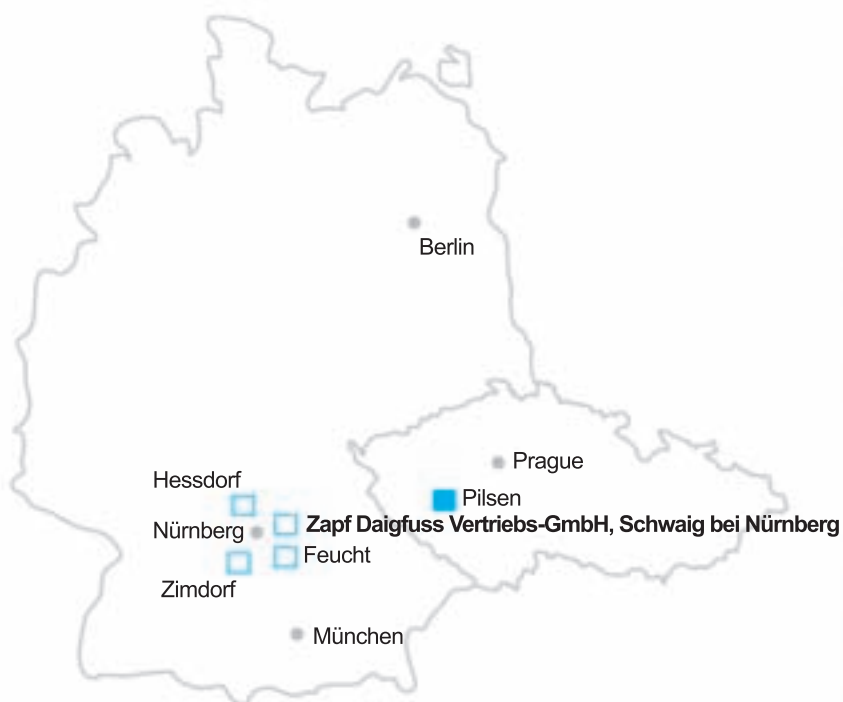 Berlin
Prague
Hessdorf
Pilsen
Zapf Daigfuss Vertriebs-GmbH, Schwaig bei Nürnberg
Nürnberg
Feucht
Zimdorf
München